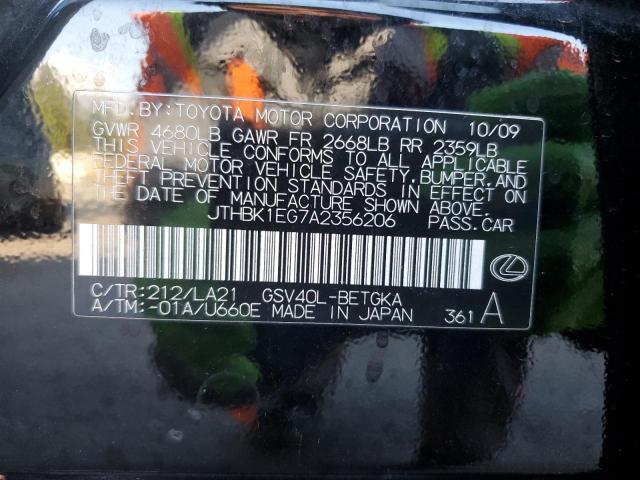 MFD.BY:TOYOTA MOTOR CORPORATION 10/09
GVWR 4680LB GAWR FR 2668LB RR 2359LB
THIS VEHICLE CONFORMS TO ALL APPLICABLE
FEDERAL MOTOR VEHICLE SAFETY,BUMPER,AND
THEFT PREVENTION STANDARDS IN EFFECT ON
THE DATE OF MANUFACTURE SHOWN ABOVE.
JTHBK1EG7A2356206 PASS.CAR
C/TR:212/LA21 GSV40L-BETGKA
A/TM:-01A/U660E MADE IN JAPAN 361 A